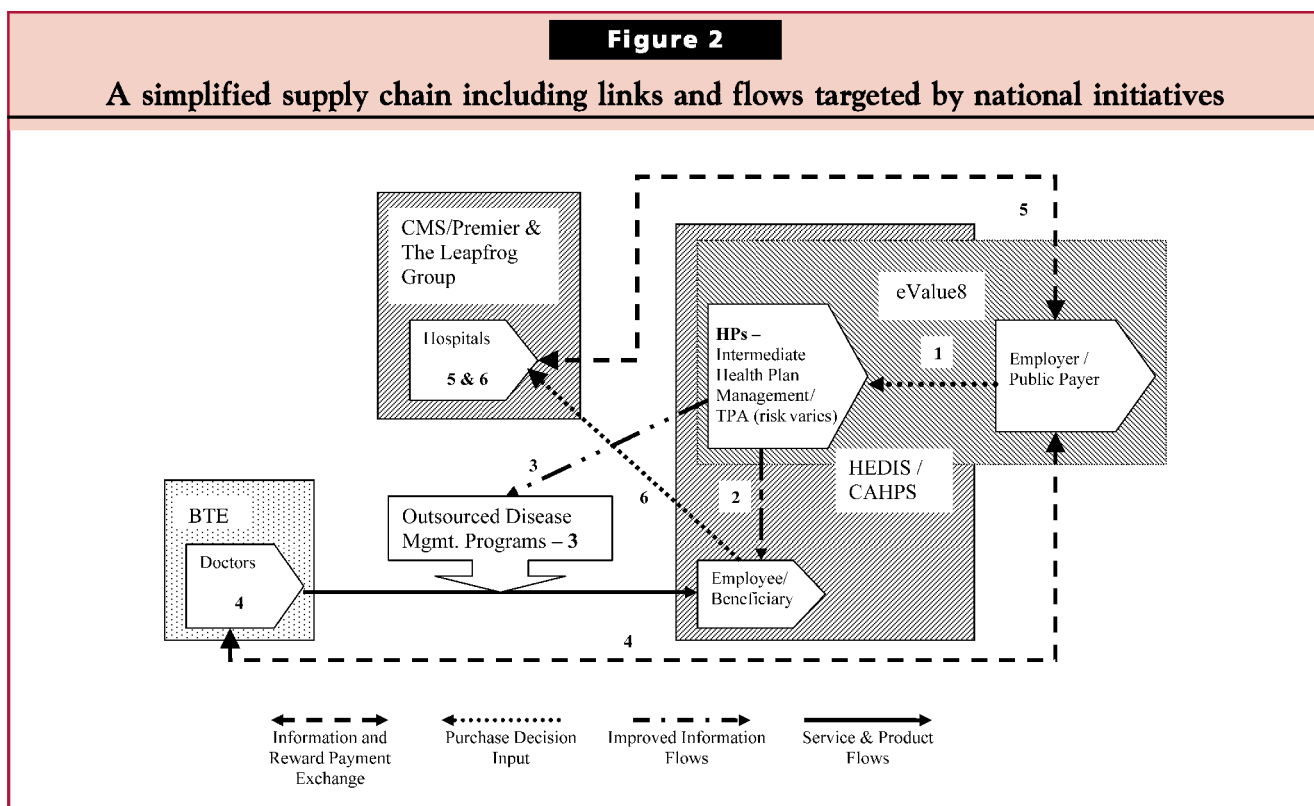 Figure 2
A simplified supply chain including links and flows targeted by national initiatives
CMS/Premier &
The Leapfrog
Group
Hospitals
5 & 6
5
eValue8
HPs –
Intermediate
Health Plan
Management/
TPA (risk varies)
1
Employer /
Public Payer
HEDIS /
CAHPS
3
6
2
BTE
Doctors
4
Outsourced Disease
Mgmt. Programs – 3
Employee/
Beneficiary
4
Information and
Reward Payment
Exchange
Purchase Decision
Input
Improved Information
Flows
Service & Product
Flows